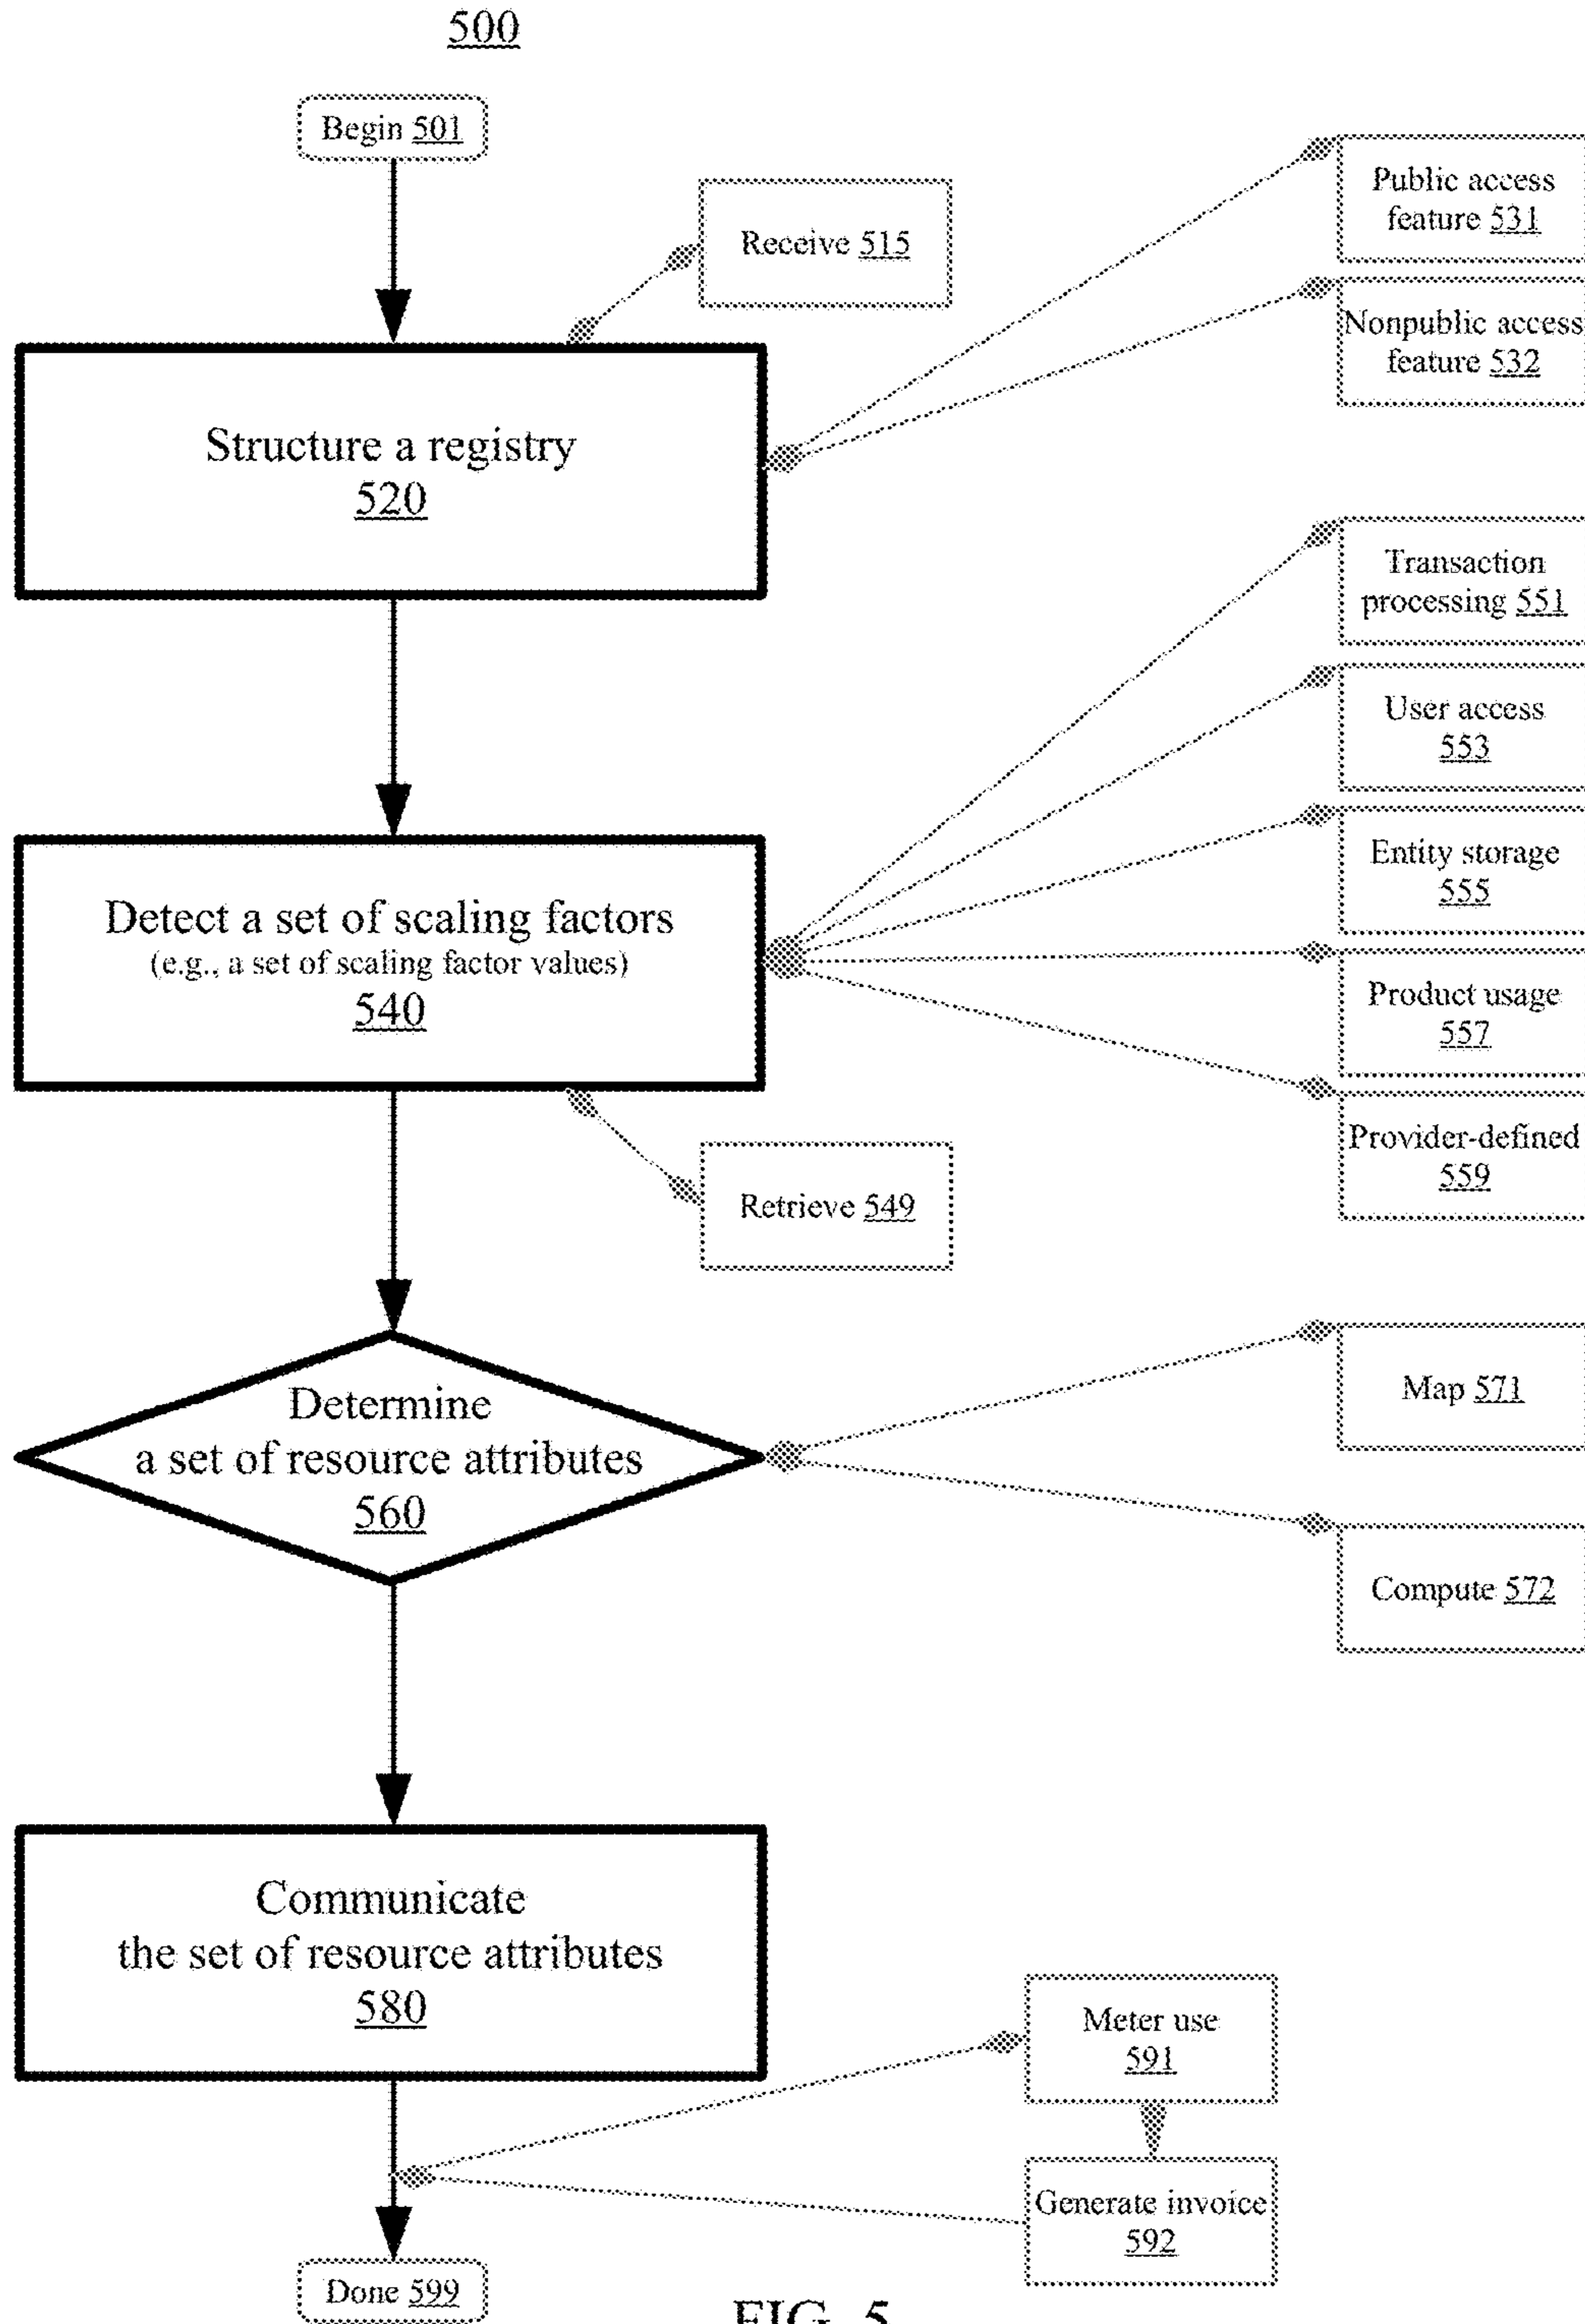 500
Begin 501
Receive 515
Public access
feature 531
Nonpublic access
feature 532
Structure a registry
520
Transaction
processing 551
User access
553
Entity storage
555
Product usage
557
Provider-defined
559
Detect a set of scaling factors
(e.g., a set of scaling factor values)
540
Retrieve 549
Determine
a set of resource attributes
560
Map 571
Compute 572
Communicate
the set of resource attributes
580
Meter use
591
Generate invoice
592
Done 599
FIG. 5